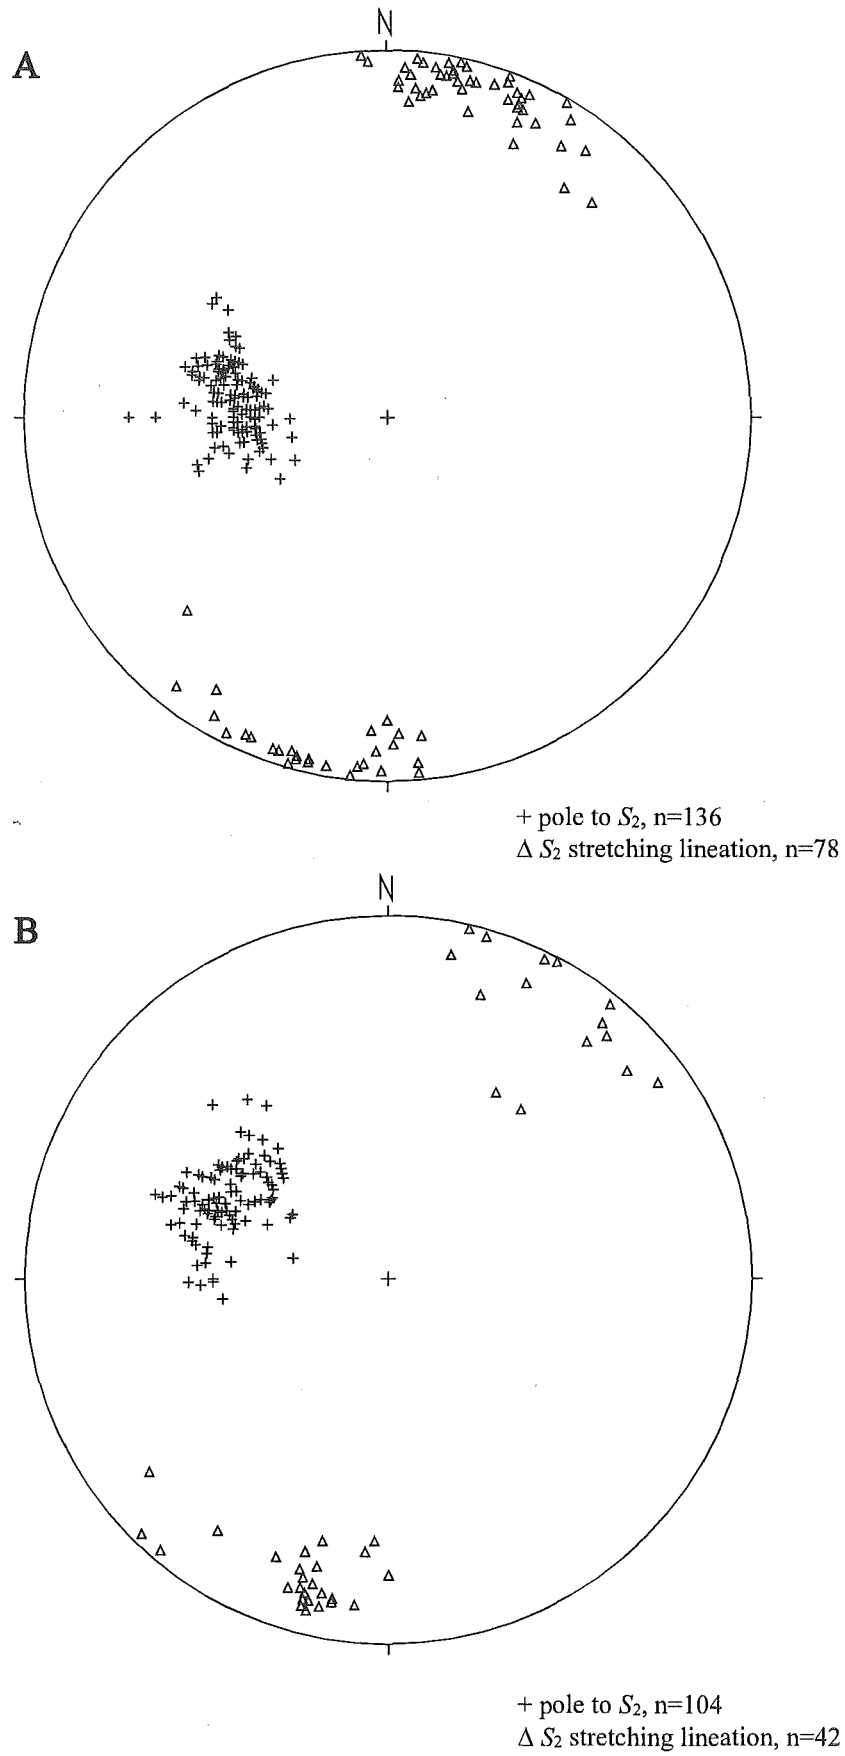 N
A
+ pole to S₂, n=136
Δ S₂ stretching lineation, n=78
N
B
+ pole to S₂, n=104
Δ S₂ stretching lineation, n=42